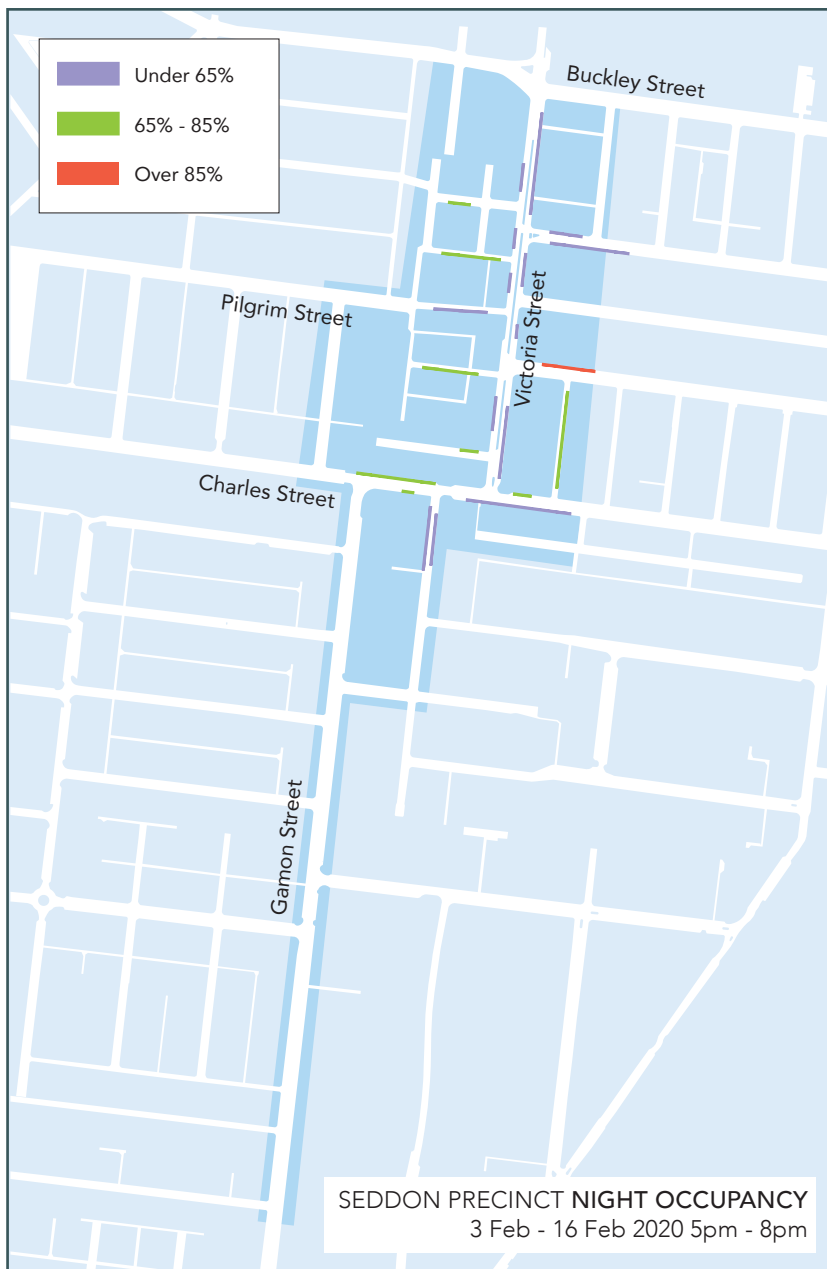 Under 65%
65% - 85%
Over 85%
Buckley Street
Pilgrim Street
Victoria Street
Charles Street
Gamon Street
SEDDON PRECINCT NIGHT OCCUPANCY
3 Feb - 16 Feb 2020 5pm - 8pm